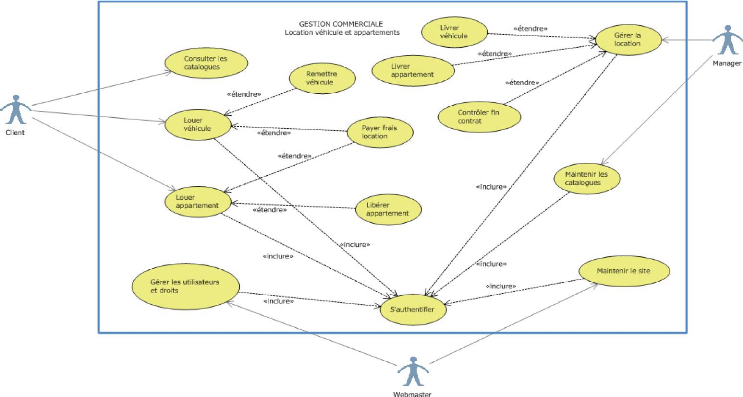 GESTION COMMERCIALE
Location véhicule et appartements
Livrer
véhicule
«étendre»
Gérer la
location
Manager
Consulter les
catalogues
Remettre
véhicule
Livrer
appartement
«étendre»
«étendre»
«étendre»
Client
Louer
véhicule
Payer frais
location
«étendre»
Contrôler fin
contrat
«étendre»
Maintenir les
catalogues
«inclure»
Louer
appartement
«étendre»
Libérer
appartement
«inclure»
«inclure»
«inclure»
Gérer les utilisateurs
et droits
«inclure»
S'authentifier
«inclure»
Maintenir le site
Webmaster